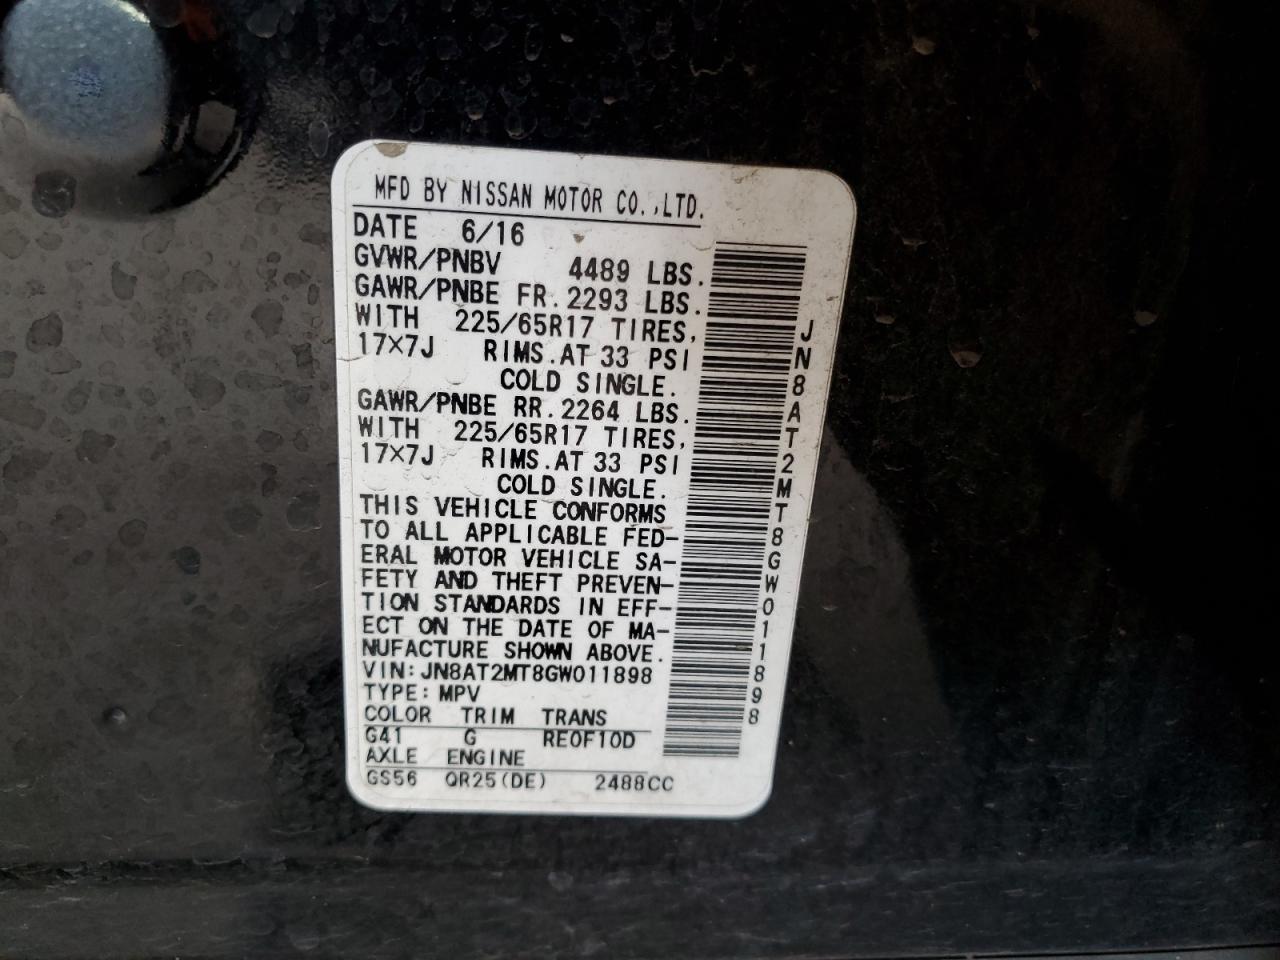 MFD BY NISSAN MOTOR CO.,LTD.
DATE 6/16
GVWR/PNBV 4489 LBS.
GAWR/PNBE FR.2293 LBS.
WITH 225/65R17 TIRES,
17×7J RIMS.AT 33 PSI
COLD SINGLE.
GAWR/PNBE RR.2264 LBS.
WITH 225/65R17 TIRES,
17×7J RIMS.AT 33 PSI
COLD SINGLE.
THIS VEHICLE CONFORMS
TO ALL APPLICABLE FED-
ERAL MOTOR VEHICLE SA-
FETY AND THEFT PREVEN-
TION STANDARDS IN EFF-
ECT ON THE DATE OF MA-
NUFACTURE SHOWN ABOVE.
VIN:JN8AT2MT8GW011898
TYPE:MPV
COLOR TRIM TRANS
G41 G RE0F10D
AXLE ENGINE
GS56 QR25(DE) 2488CC
JN8AT2MT8GW011898